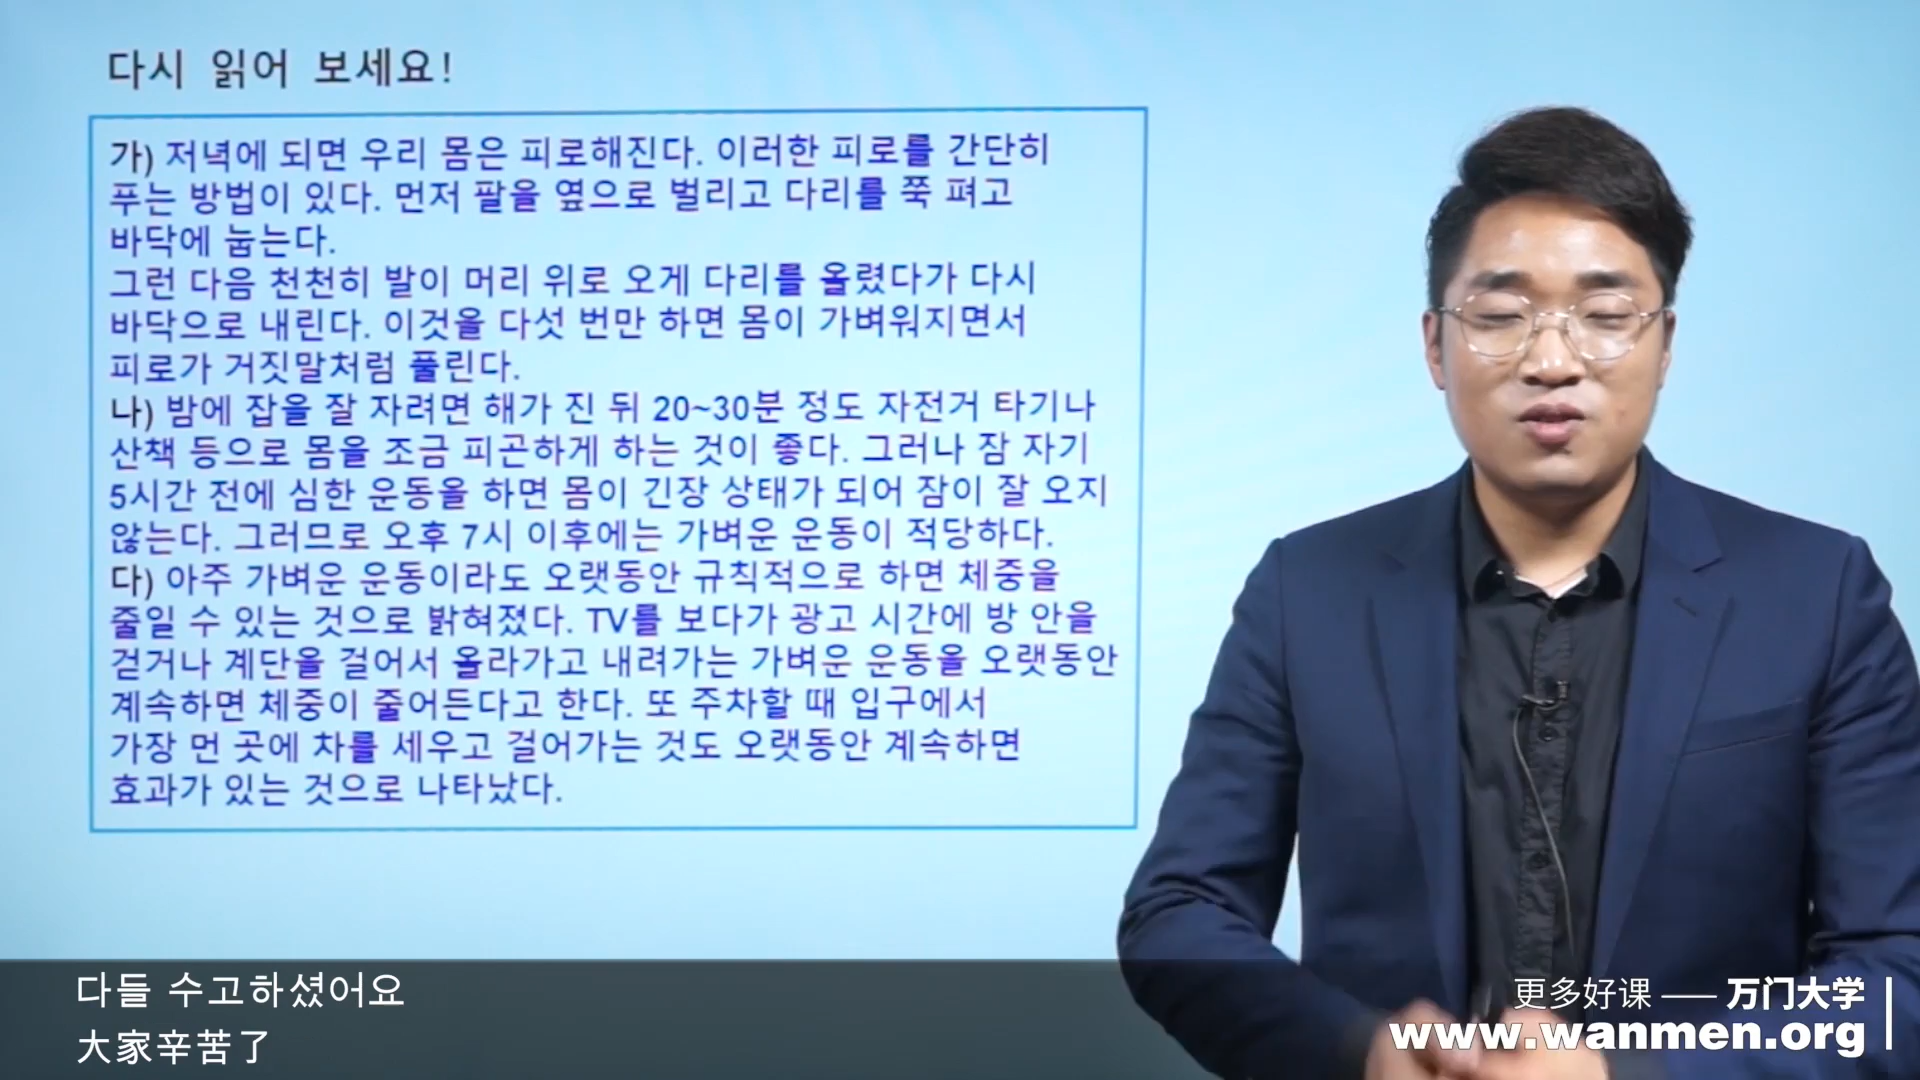 다시 읽어 보세요!
가) 저녁에 되면 우리 몸은 피로해진다. 이러한 피로를 간단히
푸는 방법이 있다. 먼저 팔을 옆으로 벌리고 다리를 쭉 펴고
바닥에 눕는다.
그런 다음 천천히 발이 머리 위로 오게 다리를 올렸다가 다시
바닥으로 내린다. 이것을 다섯 번만 하면 몸이 가벼워지면서
피로가 거짓말처럼 풀린다.
나) 밤에 잡을 잘 자려면 해가 진 뒤 20~30분 정도 자전거 타기나
산책 등으로 몸을 조금 피곤하게 하는 것이 좋다. 그러나 잠 자기
5시간 전에 심한 운동을 하면 몸이 긴장 상태가 되어 잠이 잘 오지
않는다. 그러므로 오후 7시 이후에는 가벼운 운동이 적당하다.
다) 아주 가벼운 운동이라도 오랫동안 규칙적으로 하면 체중을
줄일 수 있는 것으로 밝혀졌다. TV를 보다가 광고 시간에 방 안을
걷거나 계단을 걸어서 올라가고 내려가는 가벼운 운동을 오랫동안
계속하면 체중이 줄어든다고 한다. 또 주차할 때 입구에서
가장 먼 곳에 차를 세우고 걸어가는 것도 오랫동안 계속하면
효과가 있는 것으로 나타났다.
다들 수고하셨어요
大家辛苦了
更多好课 —— 万门大学
www.wanmen.org